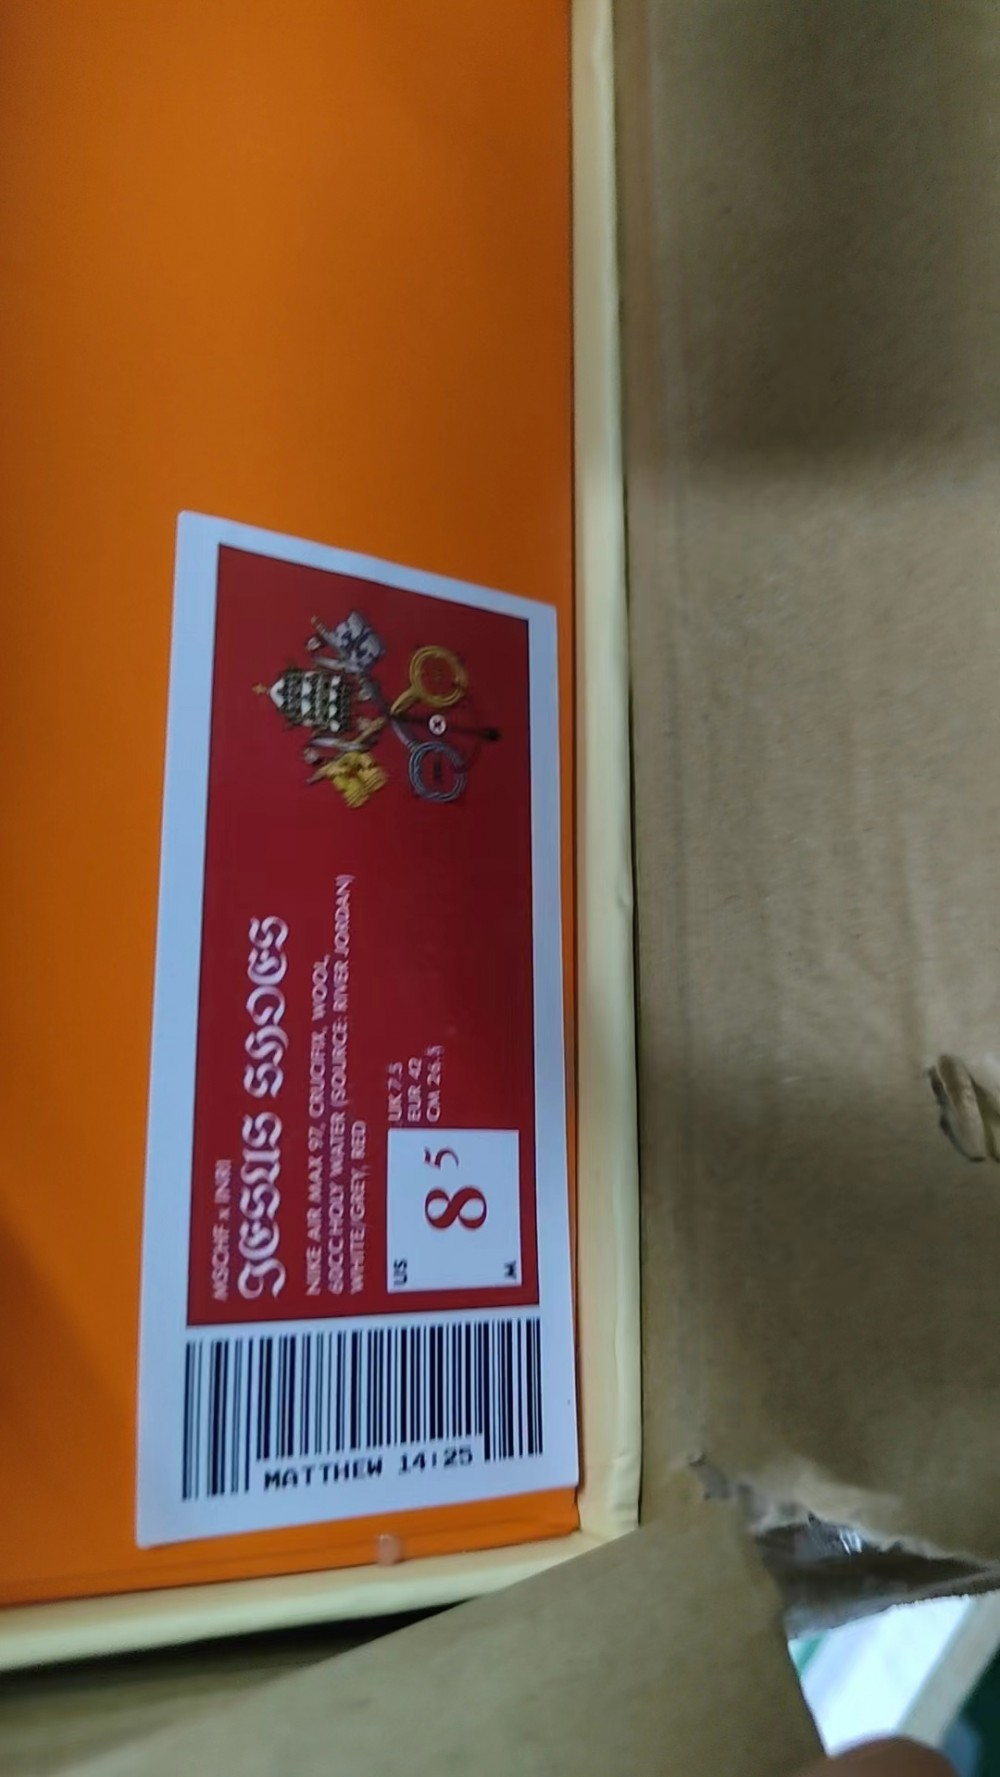 MSCHF x INRI
JESUS SHOES
NIKE AIR MAX 97, CRUCIFIX, WOOL,
60CC HOLY WATER (SOURCE: RIVER JORDAN)
WHITE/GREY, RED
US
8 5
M
UK 7.5
EUR 42
CM 26.5
MATTHEW 14:25